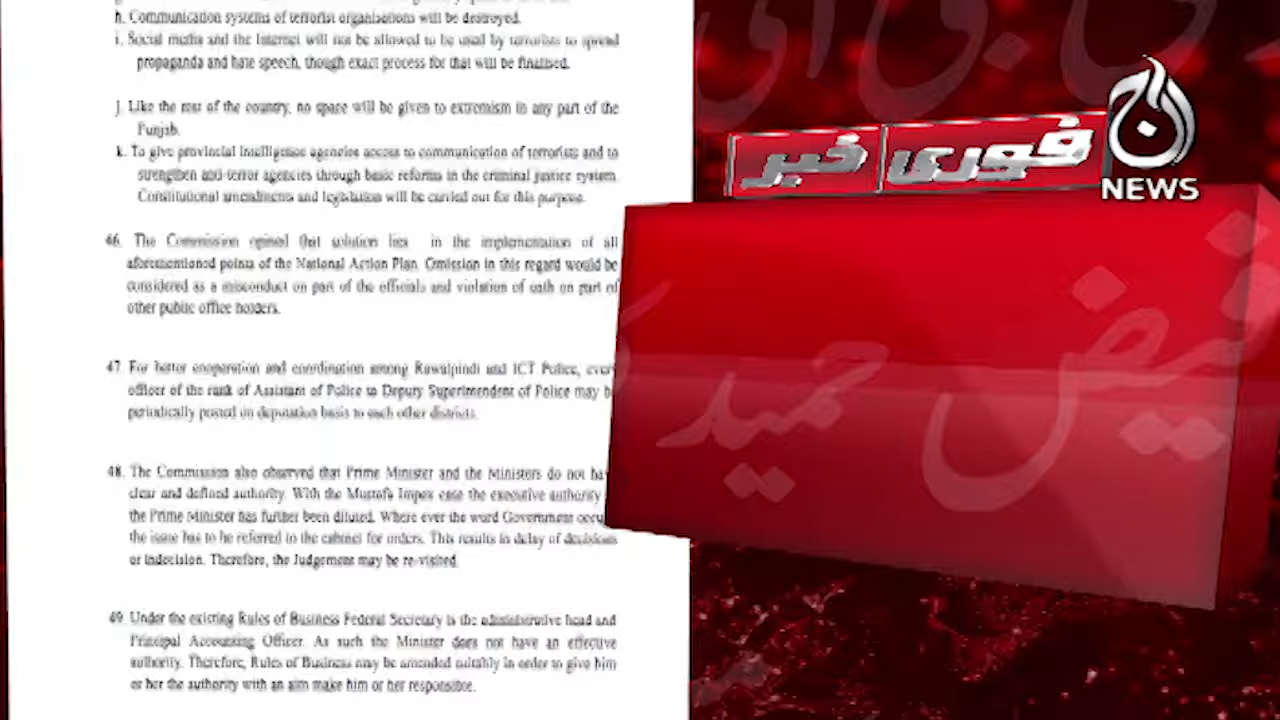 h. Communication systems of terrorist organisations will be destroyed.
i. Social media and the Internet will not be allowed to be used by terrorists to spread
propaganda and hate speech, though exact process for that will be finalised.
j. Like the rest of the country, no space will be given to extremism in any part of the
Punjab.
k. To give provincial intelligence agencies access to communication of terrorists and to
strengthen anti-terror agencies through basic reforms in the criminal justice system.
Constitutional amendments and legislation will be carried out for this purpose.
46. The Commission opined that solution lies in the implementation of all
aforementioned points of the National Action Plan. Omission in this regard would be
considered as a misconduct on part of the officials and violation of oath on part of
other public office holders.
47. For better cooperation and coordination among Rawalpindi and ICT Police, every
officer of the rank of Assistant of Police to Deputy Superintendent of Police may be
periodically posted on deputation basis to each other districts.
48. The Commission also observed that Prime Minister and the Ministers do not have
clear and defined authority. With the Mustafa Impex case the executive authority
the Prime Minister has further been diluted. Where ever the word Government occu
the issue has to be referred to the cabinet for orders. This results in delay of decisions
or indecision. Therefore, the Judgement may be re-visited.
49. Under the existing Rules of Business Federal Secretary is the administrative head and
Principal Accounting Officer. As such the Minister does not have an effective
authority. Therefore, Rules of Business may be amended suitably in order to give him
or her the authority with an aim make him or her responsible.
آج
NEWS
فوری خبر
فیض حمید